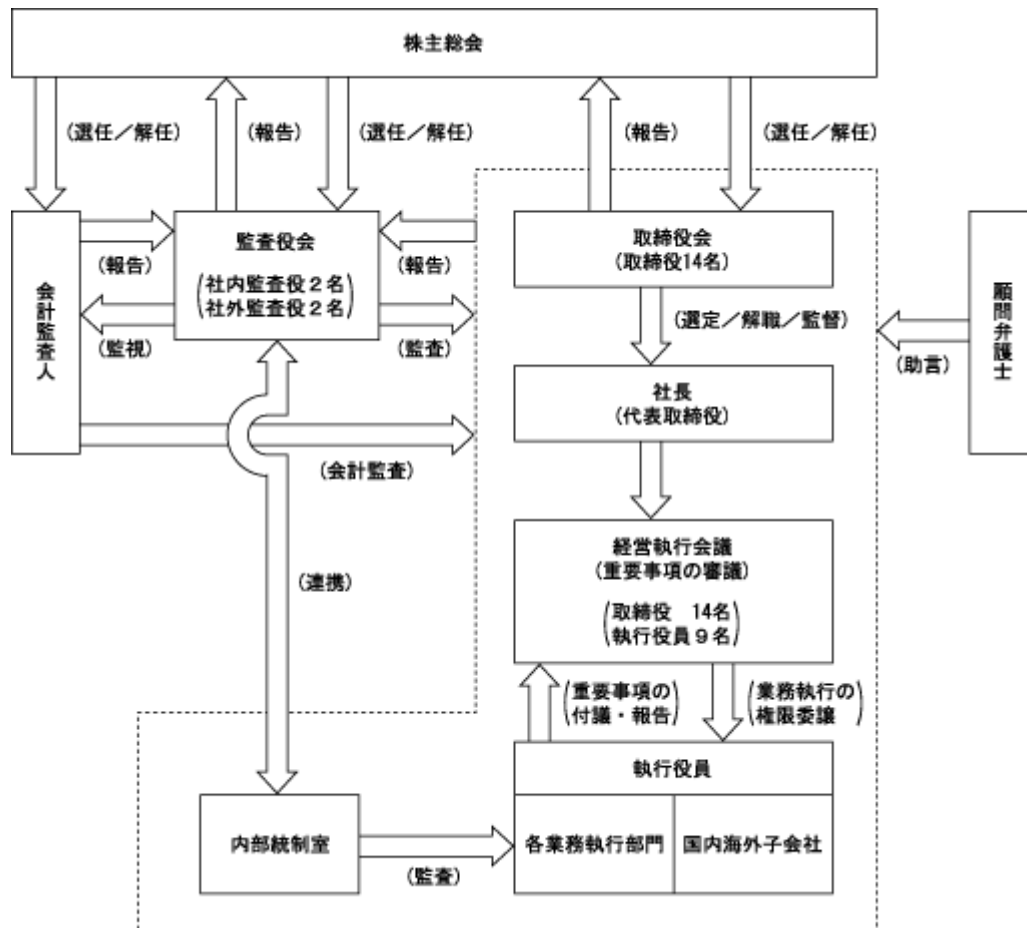 株主総会
(選任／解任)
(報告)
(選任／解任)
(報告)
(選任／解任)
会計監査人
(報告)
監査役会
(社内監査役２名)
(社外監査役２名)
(報告)
(監視)
(監査)
取締役会
(取締役14名)
(選定／解職／監督)
顧問弁護士
(助言)
社長
(代表取締役)
(会計監査)
経営執行会議
(重要事項の審議)
(取締役　14名)
(執行役員９名)
(連携)
(重要事項の
付議・報告)
(業務執行の
権限委譲)
執行役員
内部統制室
(監査)
各業務執行部門
国内海外子会社